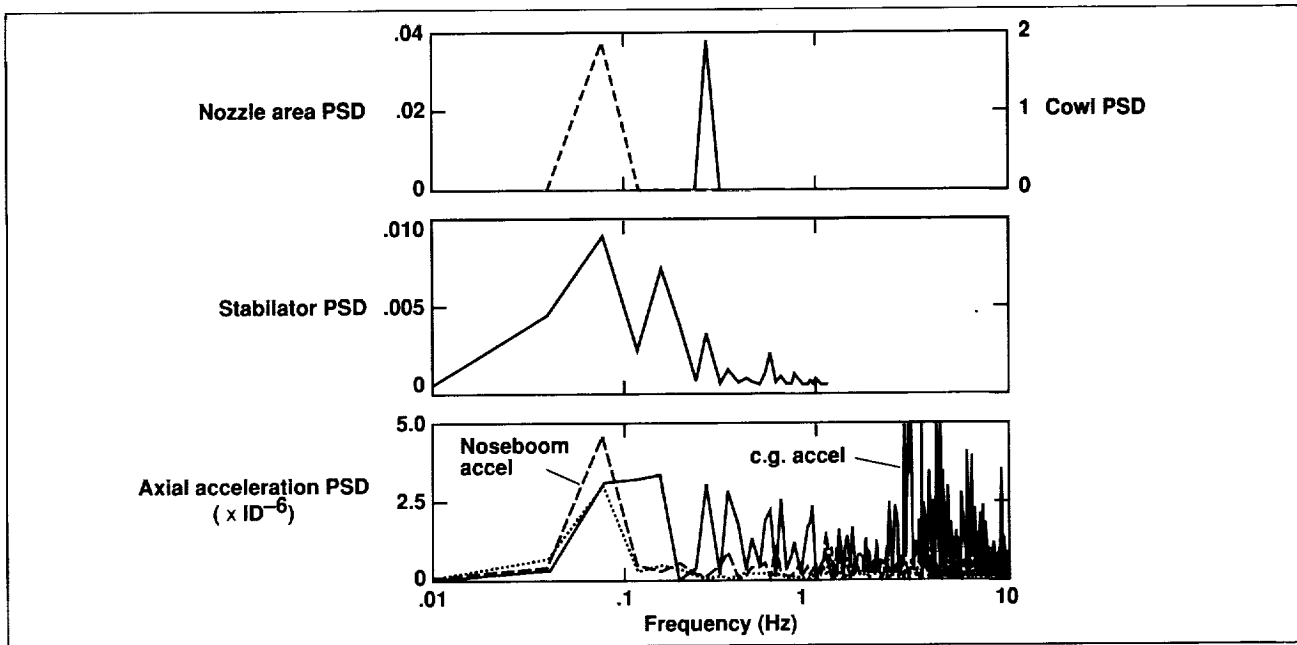 .04
2
Nozzle area PSD
.02
1
Cowl PSD
0
0
.010
Stabilator PSD
.005
0
5.0
Noseboom
accel
c.g. accel
Axial acceleration PSD
( × ID–6)
2.5
0
.01
.1
1
10
Frequency (Hz)